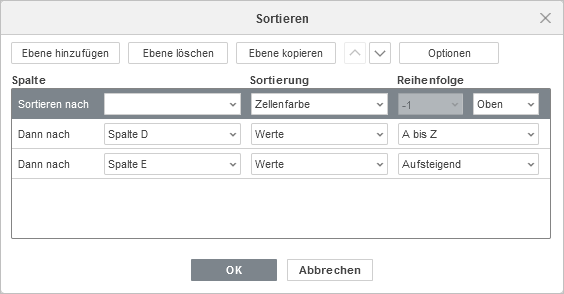 Sortieren
Ebene hinzufügen Ebene löschen Ebene kopieren Optionen
Spalte Sortierung Reihenfolge
Sortieren nach Zellenfarbe -1 Oben
Dann nach Spalte D Werte A bis Z
Dann nach Spalte E Werte Aufsteigend
OK Abbrechen